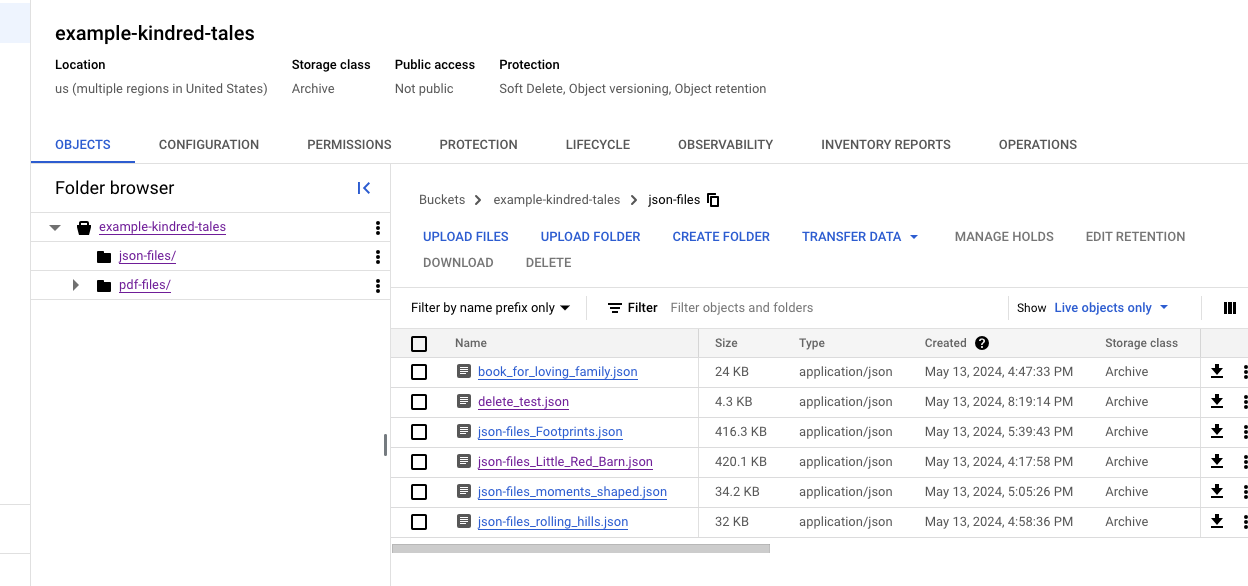 example-kindred-tales
Location Storage class Public access Protection
us (multiple regions in United States) Archive Not public Soft Delete, Object versioning, Object retention
OBJECTS CONFIGURATION PERMISSIONS PROTECTION LIFECYCLE OBSERVABILITY INVENTORY REPORTS OPERATIONS
Folder browser
example-kindred-tales
json-files/
pdf-files/
Buckets example-kindred-tales json-files
UPLOAD FILES UPLOAD FOLDER CREATE FOLDER TRANSFER DATA MANAGE HOLDS EDIT RETENTION
DOWNLOAD DELETE
Filter by name prefix only Filter Filter objects and folders Show Live objects only
Name Size Type Created Storage class
book_for_loving_family.json 24 KB application/json May 13, 2024, 4:47:33 PM Archive
delete_test.json 4.3 KB application/json May 13, 2024, 8:19:14 PM Archive
json-files_Footprints.json 416.3 KB application/json May 13, 2024, 5:39:43 PM Archive
json-files_Little_Red_Barn.json 420.1 KB application/json May 13, 2024, 4:17:58 PM Archive
json-files_moments_shaped.json 34.2 KB application/json May 13, 2024, 5:05:26 PM Archive
json-files_rolling_hills.json 32 KB application/json May 13, 2024, 4:58:36 PM Archive